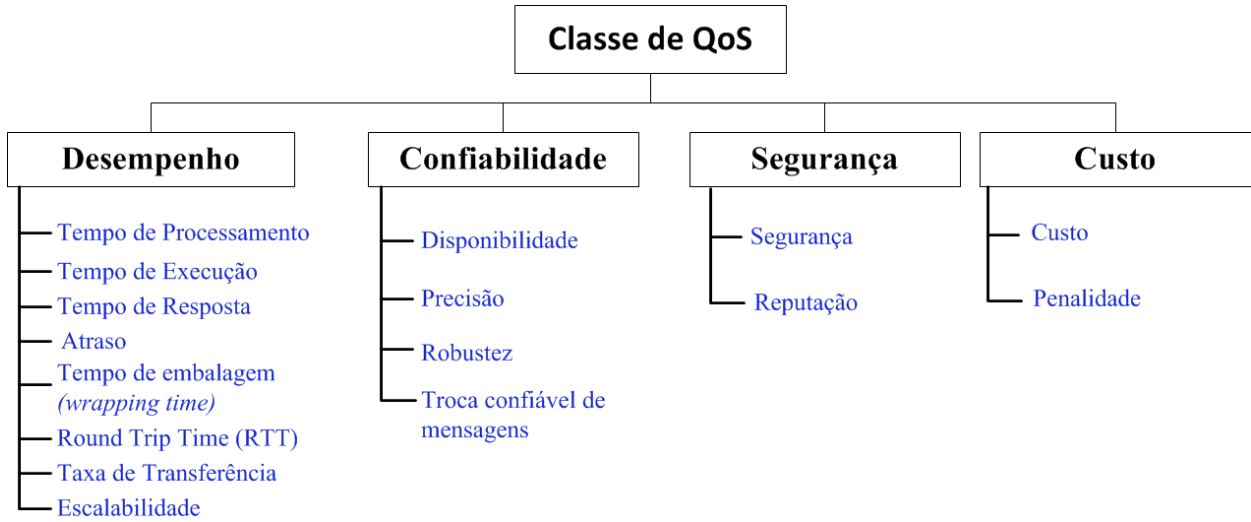 Classe de QoS
Desempenho
Tempo de Processamento
Tempo de Execução
Tempo de Resposta
Atraso
Tempo de embalagem
(wrapping time)
Round Trip Time (RTT)
Taxa de Transferência
Escalabilidade
Confiabilidade
Disponibilidade
Precisão
Robustez
Troca confiável de
mensagens
Segurança
Segurança
Reputação
Custo
Custo
Penalidade